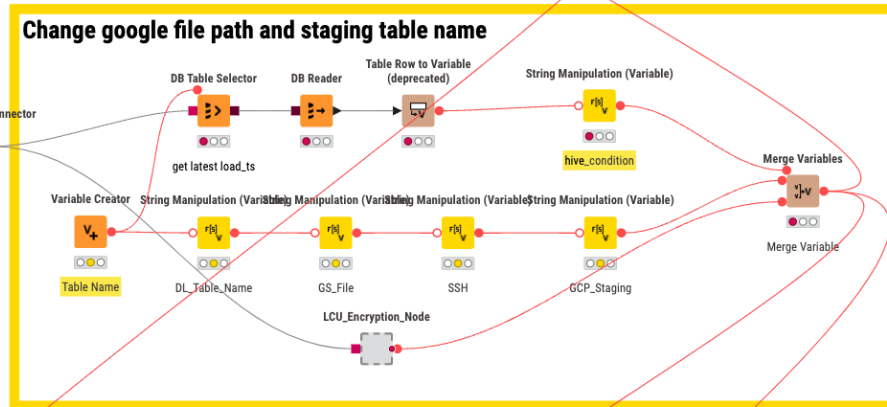 Change google file path and staging table name
DB Table Selector
DB Reader
Table Row to Variable
(deprecated)
String Manipulation (Variable)
nnector
get latest load_ts
hive_condition
Merge Variables
Variable Creator
String Manipulation (Variable)
String Manipulation (Variable)
String Manipulation (Variable)
String Manipulation (Variable)
Merge Variable
Table Name
DL_Table_Name
GS_File
SSH
GCP_Staging
LCU_Encryption_Node